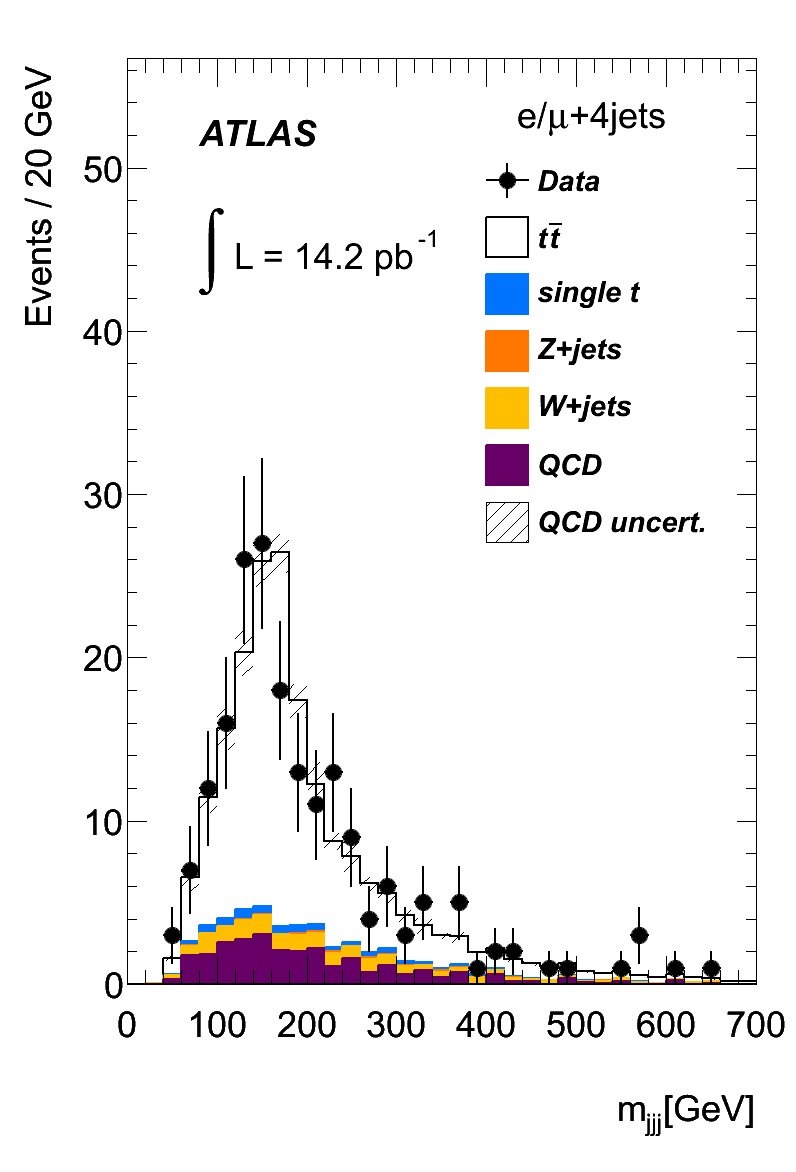 Events / 20 GeV
ATLAS
∫ L = 14.2 pb⁻¹
e/μ+4jets
Data
tt̄
single t
Z+jets
W+jets
QCD
QCD uncert.
50
40
30
20
10
0
0 100 200 300 400 500 600 700
m_jjj[GeV]